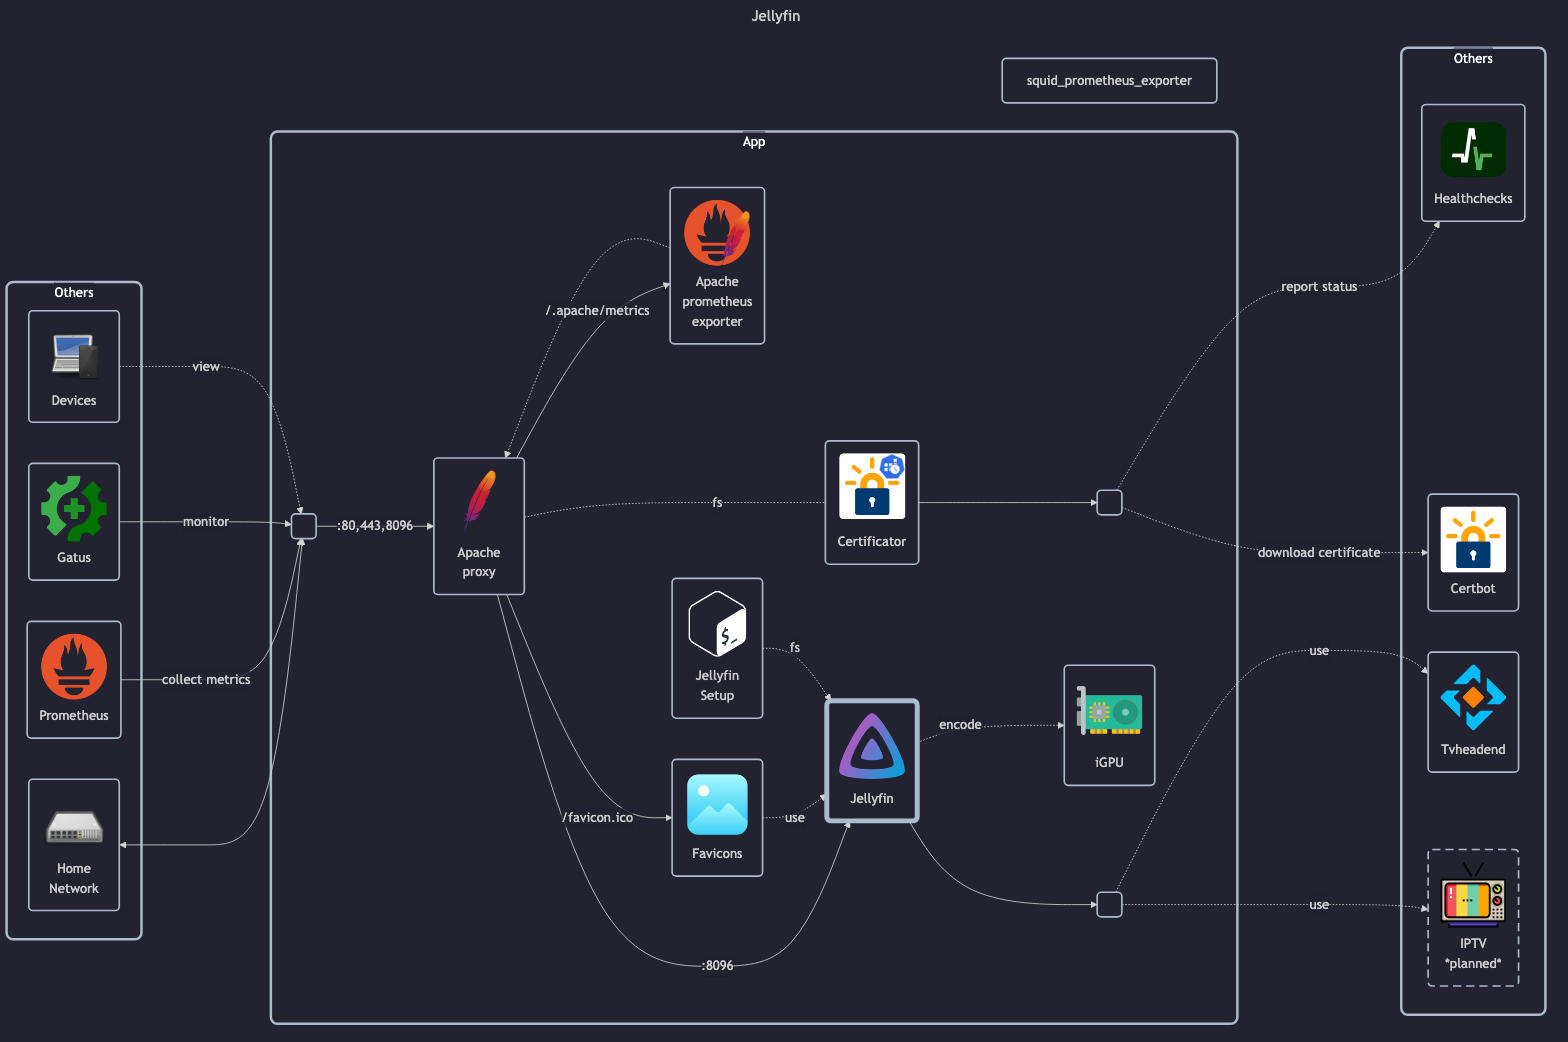 Jellyfin
squid_prometheus_exporter
Others
Devices
Gatus
Prometheus
Home
Network
view
monitor
collect metrics
App
:80,443,8096
Apache
proxy
/.apache/metrics
Apache
prometheus
exporter
fs
Certificator
$_
Jellyfin
Setup
fs
/favicon.ico
Favicons
use
:8096
Jellyfin
encode
iGPU
report status
download certificate
use
use
Others
Healthchecks
Certbot
Tvheadend
IPTV
*planned*